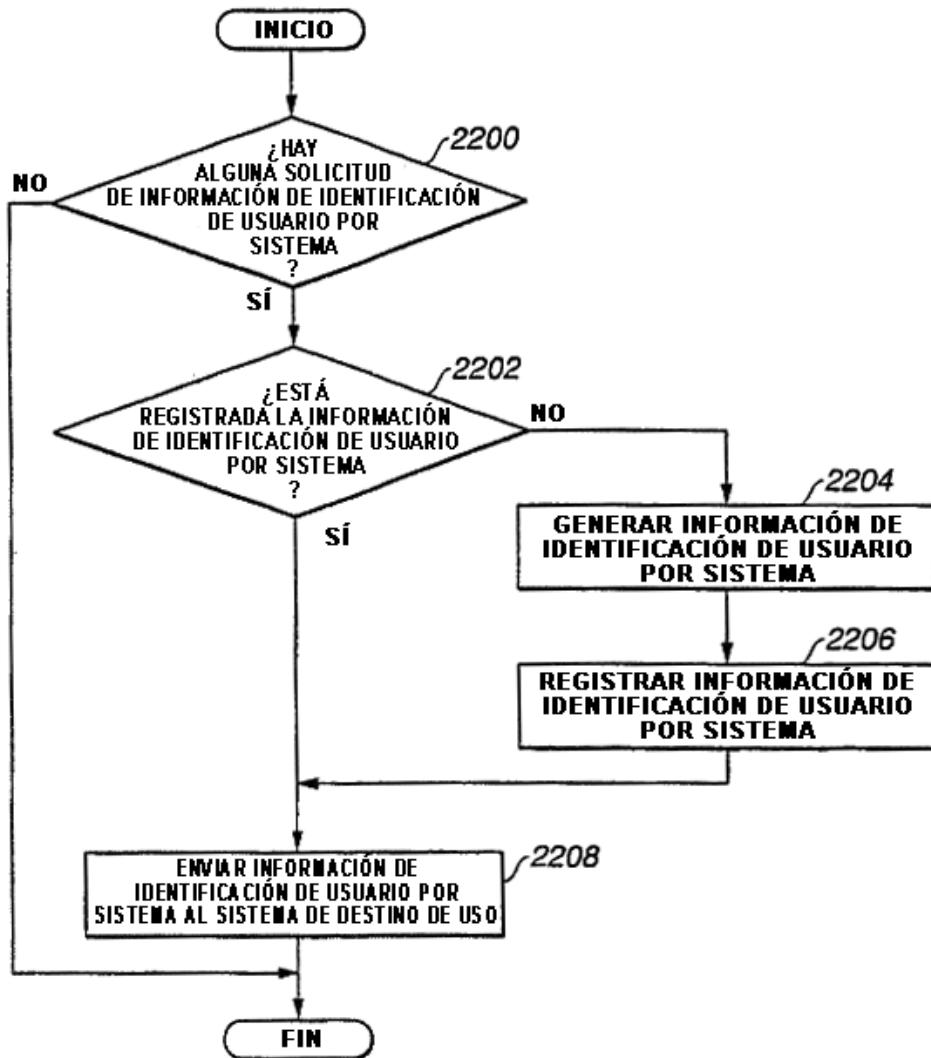 INICIO
2200
¿HAY
ALGUNA SOLICITUD
DE INFORMACIÓN DE IDENTIFICACIÓN
DE USUARIO POR
SISTEMA
?
NO
SÍ
2202
¿ESTÁ
REGISTRADA LA INFORMACIÓN
DE IDENTIFICACIÓN DE USUARIO
POR SISTEMA
?
NO
SÍ
2204
GENERAR INFORMACIÓN DE
IDENTIFICACIÓN DE USUARIO
POR SISTEMA
2206
REGISTRAR INFORMACIÓN DE
IDENTIFICACIÓN DE USUARIO
POR SISTEMA
2208
ENVIAR INFORMACIÓN DE
IDENTIFICACIÓN DE USUARIO POR
SISTEMA AL SISTEMA DE DESTINO DE USO
FIN